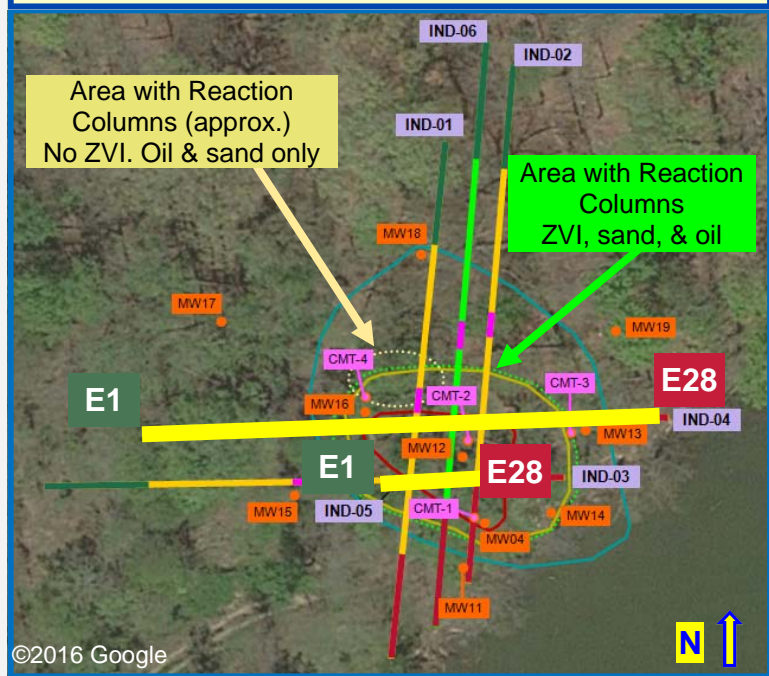 IND-06
IND-02
Area with Reaction
Columns (approx.)
No ZVI. Oil & sand only
IND-01
Area with Reaction
Columns
ZVI, sand, & oil
MW18
MW17
MW19
CMT-4
CMT-2
CMT-3
E28
E1
MW16
IND-04
MW13
MW12
E1
E28
IND-03
MW15
IND-05
CMT-1
MW14
MW04
MW11
©2016 Google
N